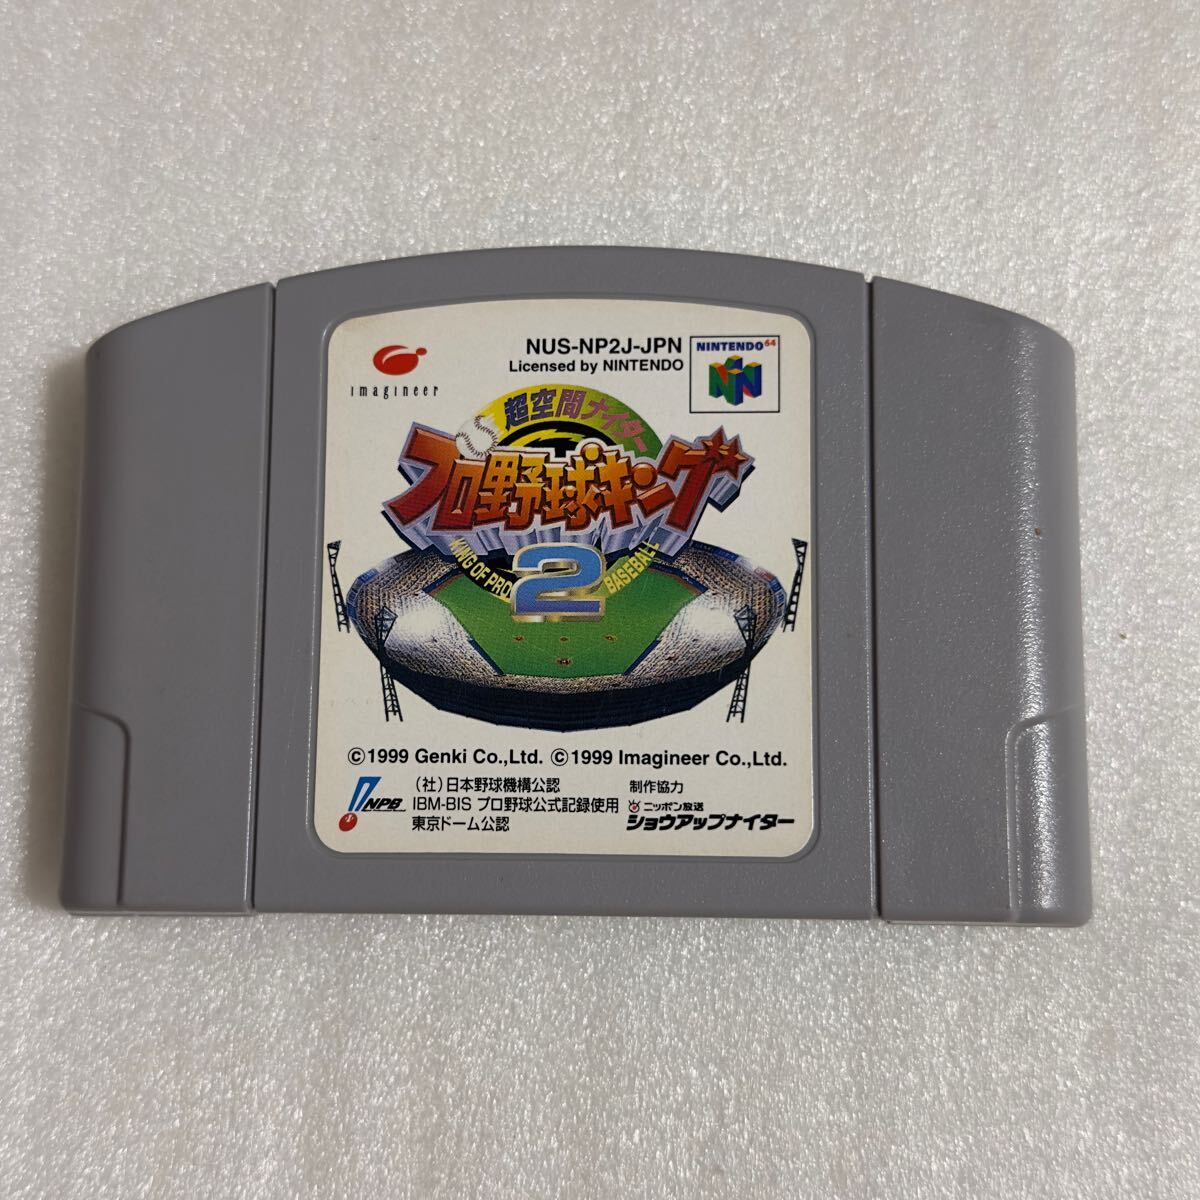 imagineer
NUS-NP2J-JPN
Licensed by NINTENDO
NINTENDO 64
超空間ナイター
プロ野球キング
2
KING OF PRO BASEBALL
©1999 Genki Co.,Ltd. ©1999 Imagineer Co.,Ltd.
NPB
（社）日本野球機構公認
IBM-BIS プロ野球公式記録使用
東京ドーム公認
制作協力
ニッポン放送
ショウアップナイター